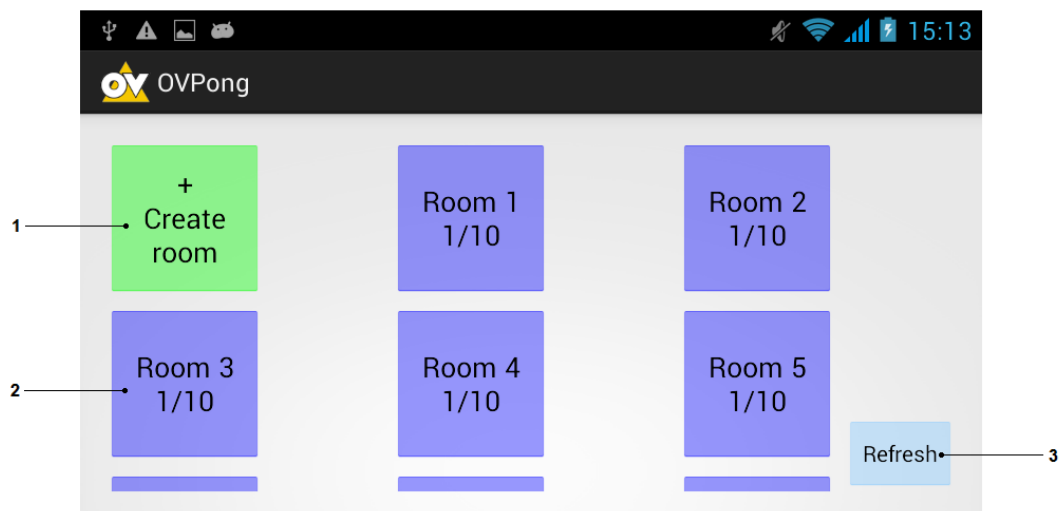 15:13
OV OVPong
+
Create
room
Room 1
1/10
Room 2
1/10
1
Room 3
1/10
Room 4
1/10
Room 5
1/10
2
Refresh
3